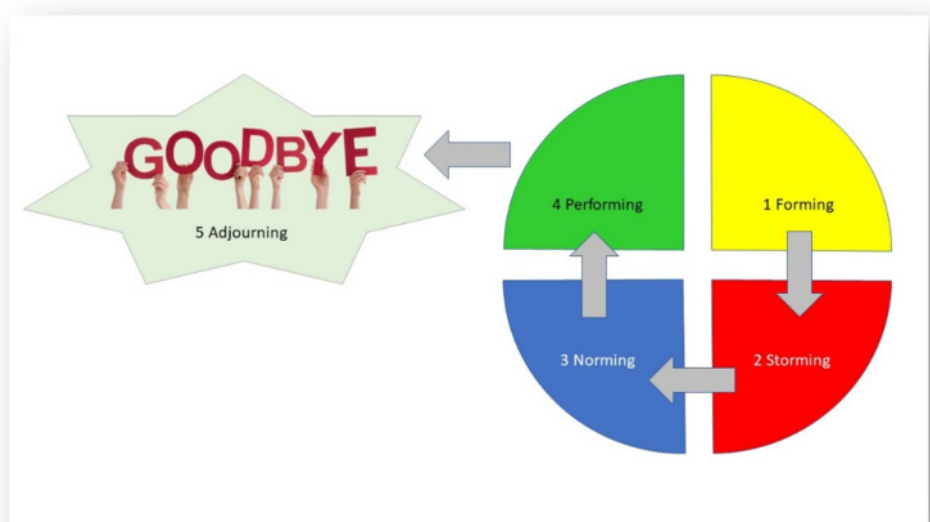 GOODBYE
5 Adjourning
4 Performing
1 Forming
3 Norming
2 Storming